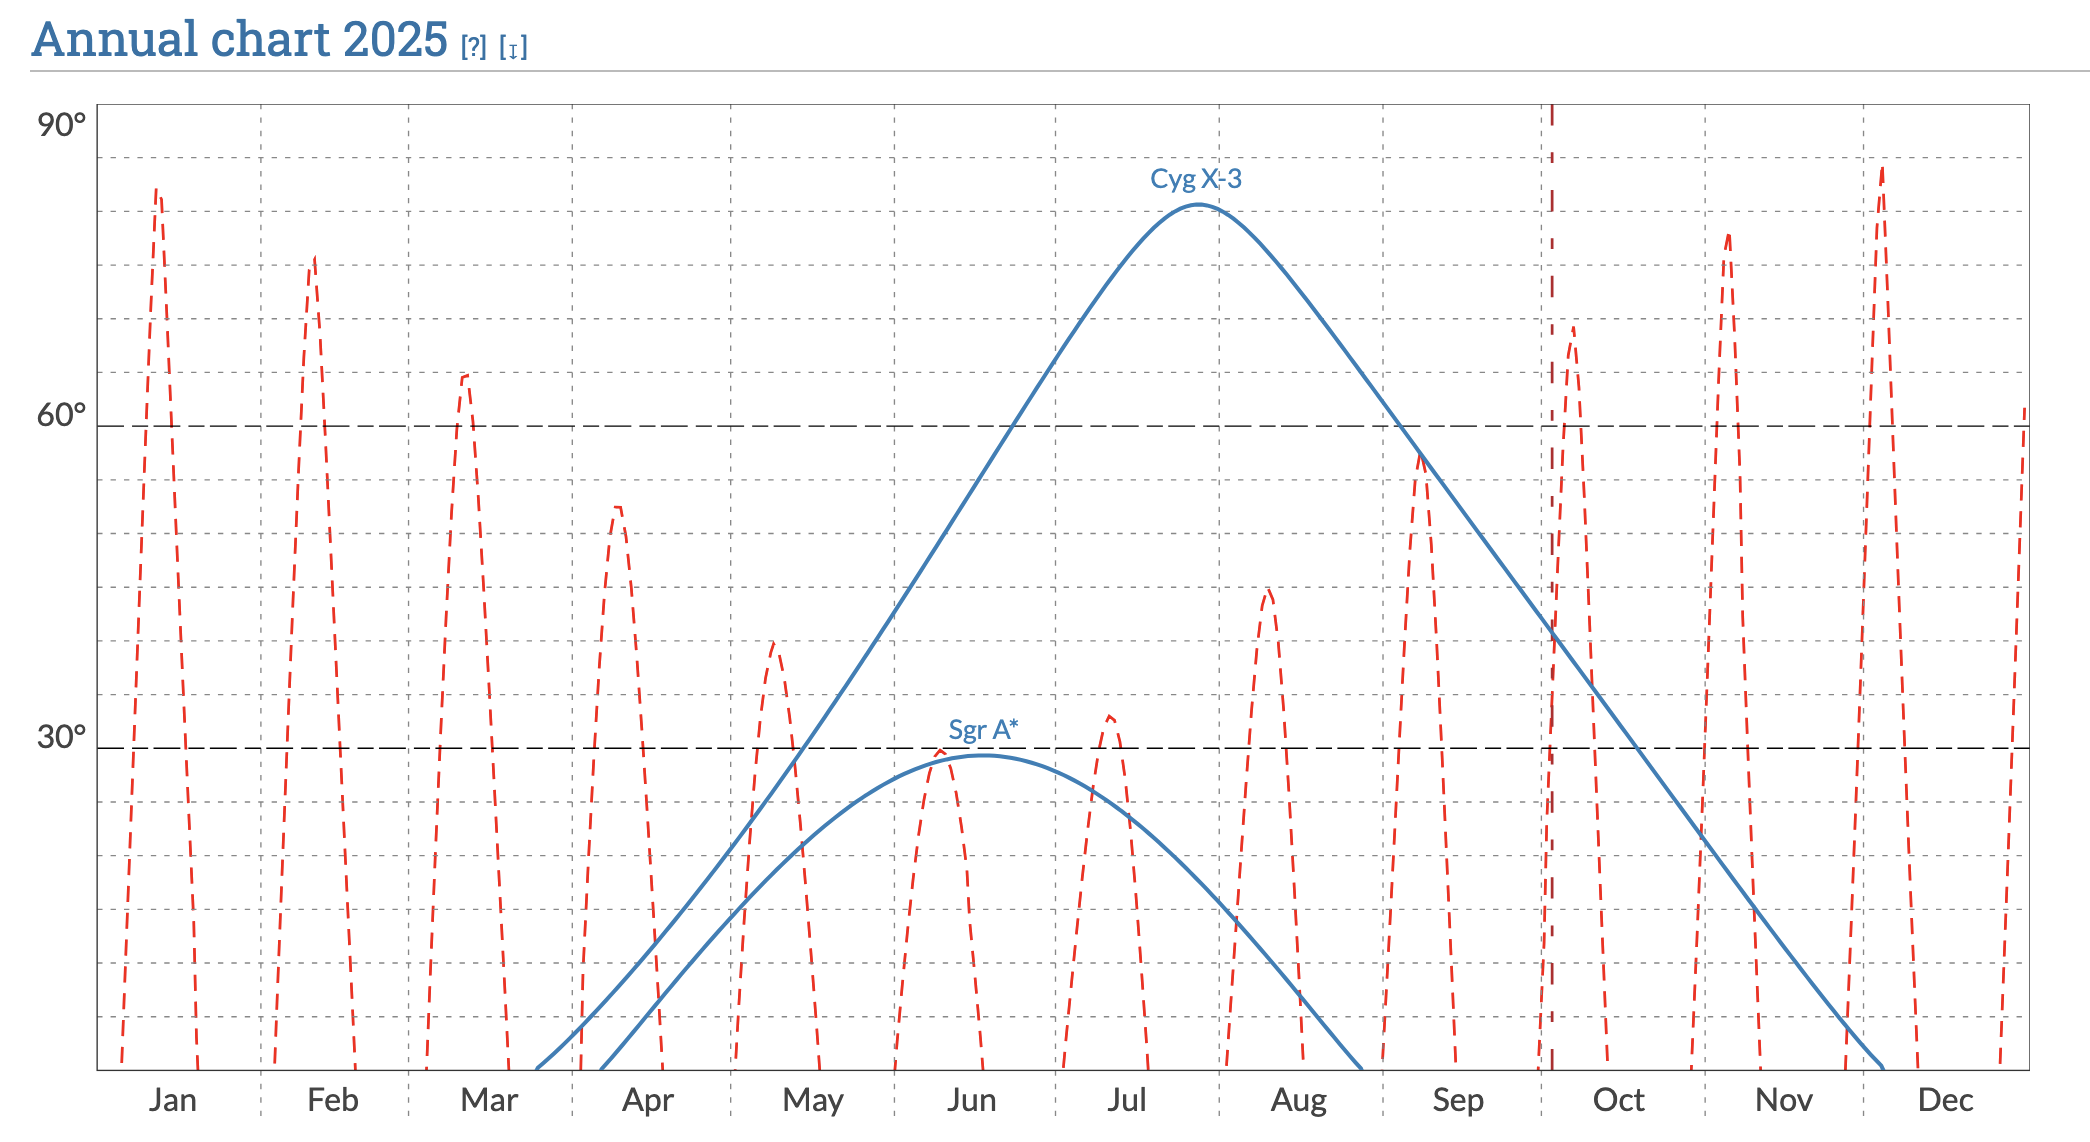 Annual chart 2025 [?] [↧]
90°
Cyg X-3
60°
30°
Sgr A*
Jan Feb Mar Apr May Jun Jul Aug Sep Oct Nov Dec